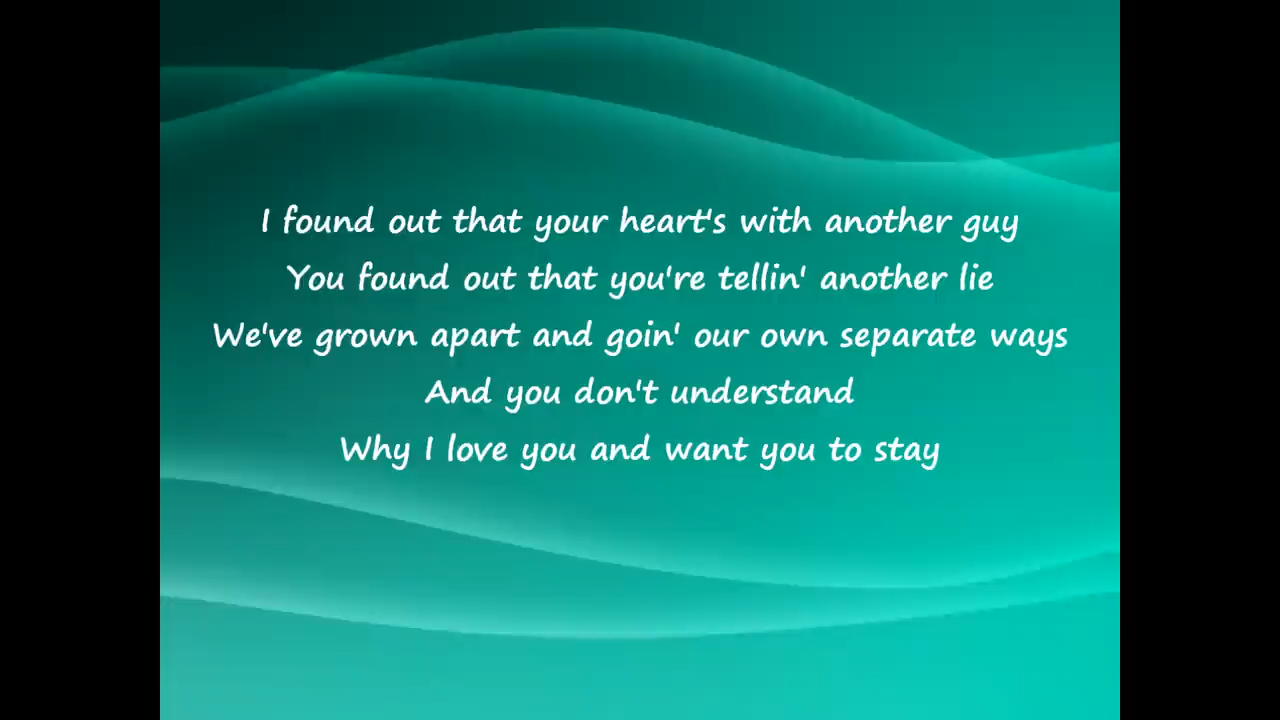 I found out that your heart's with another guy
You found out that you're tellin' another lie
We've grown apart and goin' our own separate ways
And you don't understand
Why I love you and want you to stay